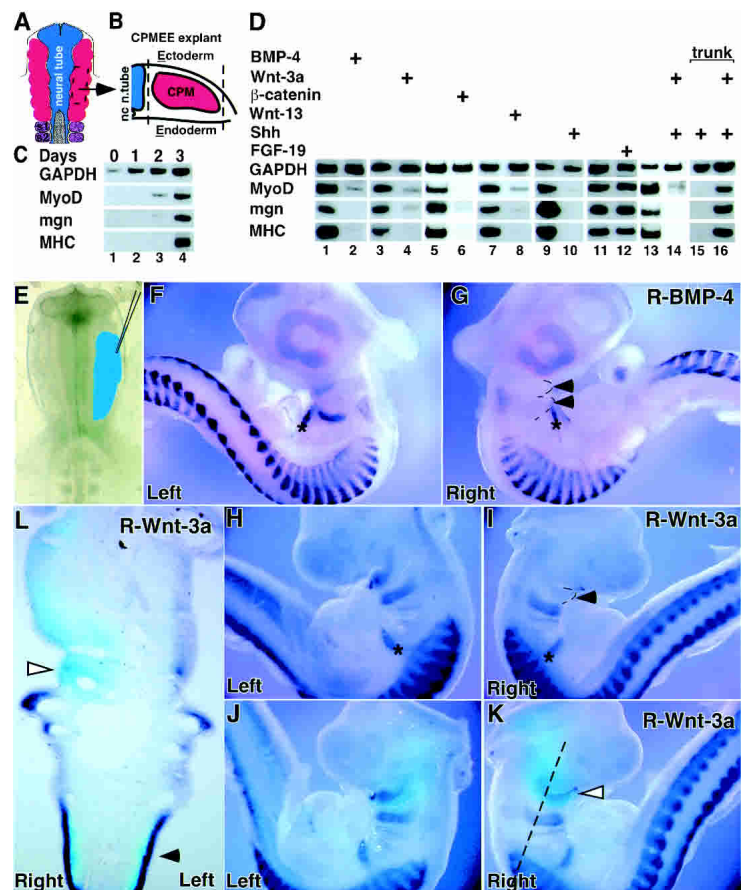 A
B
CPMEE explant
Ectoderm
neural tube
nc n.tube
CPM
Endoderm
C
Days 0 1 2 3
GAPDH
MyoD
mgn
MHC
1 2 3 4
D
trunk
BMP-4 +
Wnt-3a + +  +
β-catenin +
Wnt-13 +
Shh + + + +
FGF-19 +
GAPDH
MyoD
mgn
MHC
1 2 3 4 5 6 7 8 9 10 11 12 13 14 15 16
E
F
*
Left
G
R-BMP-4
*
Right
L
R-Wnt-3a
Right
Left
H
*
Left
I
R-Wnt-3a
*
Right
J
Left
K
R-Wnt-3a
Right